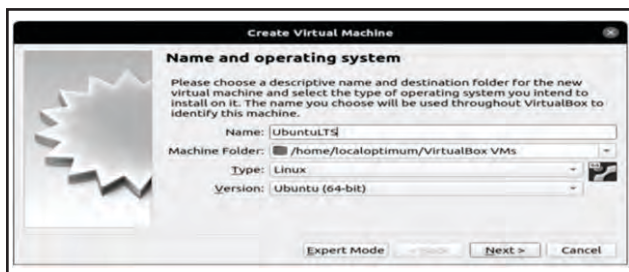 Create Virtual Machine
Name and operating system
Please choose a descriptive name and destination folder for the new
virtual machine and select the type of operating system you intend to
install on it. The name you choose will be used throughout VirtualBox to
identify this machine.
Name: UbuntuLTS
Machine Folder: /home/localoptimum/VirtualBox VMs
Type: Linux
Version: Ubuntu (64-bit)
Expert Mode Next > Cancel